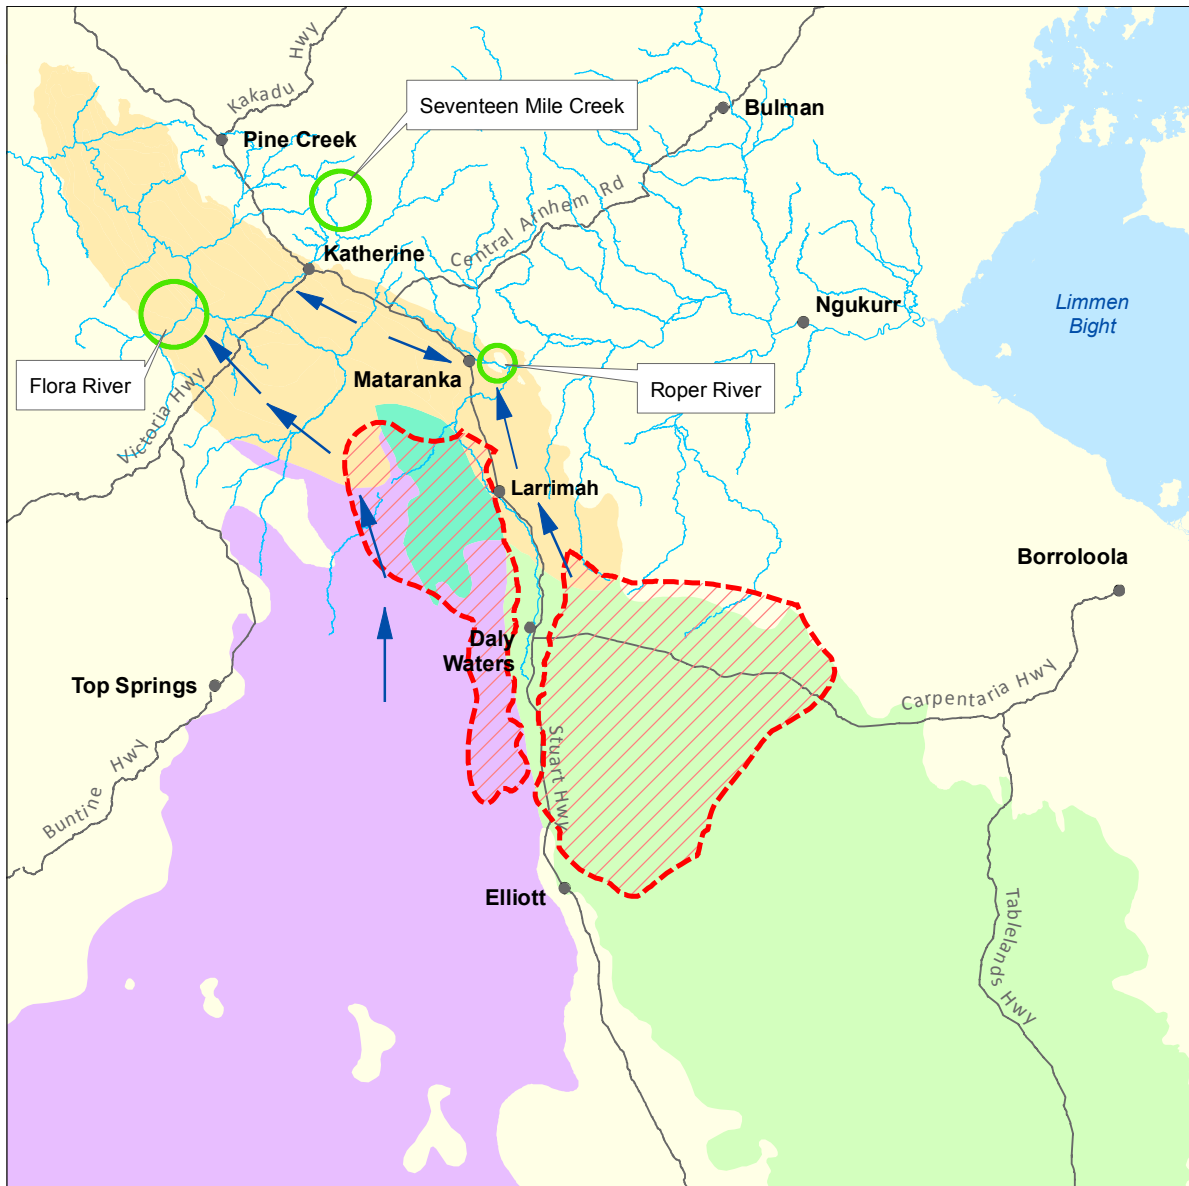 Kakadu Hwy
Seventeen Mile Creek
Bulman
Pine Creek
Central Arnhem Rd
Katherine
Limmen
Bight
Ngukurr
Flora River
Mataranka
Roper River
Victoria Hwy
Larrimah
Borroloola
Daly
Waters
Top Springs
Carpentaria Hwy
Stuart Hwy
Buntine Hwy
Elliott
Tablelands Hwy